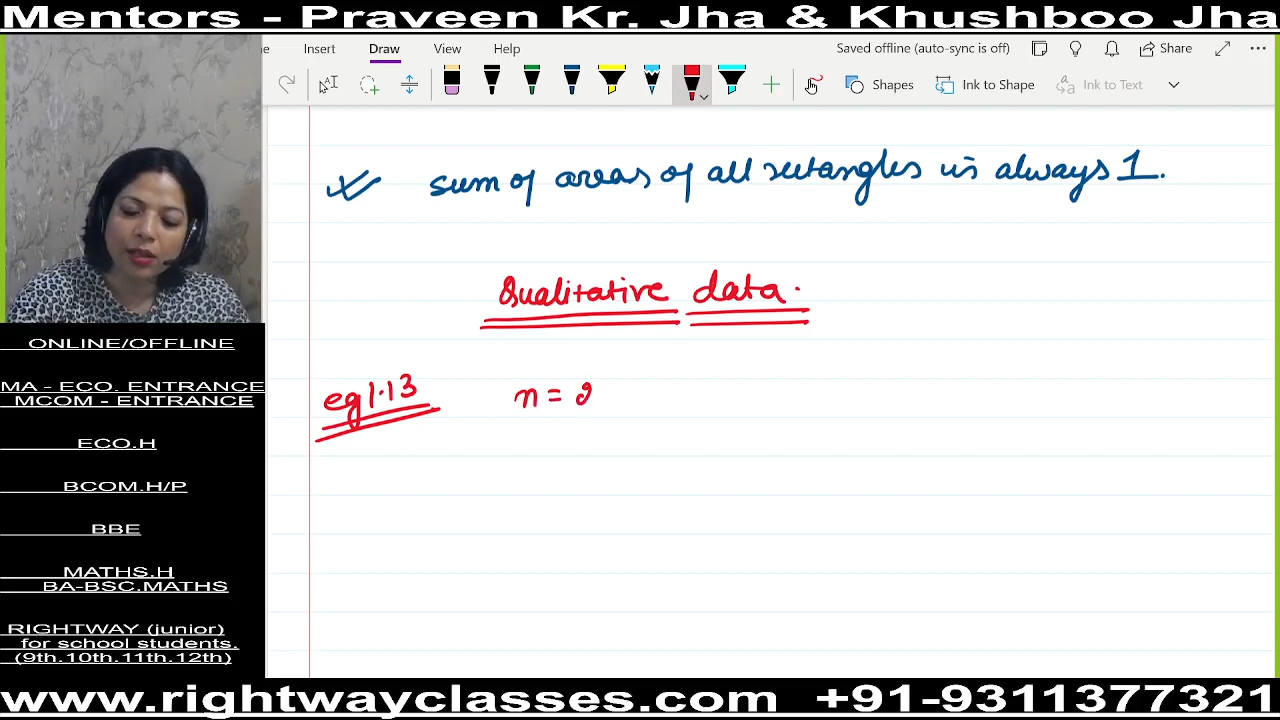 Mentors - Praveen Kr. Jha & Khushboo Jha
Insert Draw View Help Saved offline (auto-sync is off) Share
Shapes Ink to Shape Ink to Text
sum of areas of all rectangles is always 1.
Qualitative data.
eg 1.13 n =
ONLINE/OFFLINE
MA - ECO. ENTRANCE
MCOM - ENTRANCE
ECO.H
BCOM.H/P
BBE
MATHS.H
BA-BSC.MATHS
RIGHTWAY (junior)
for school students.
(9th.10th.11th.12th)
www.rightwayclasses.com +91-9311377321